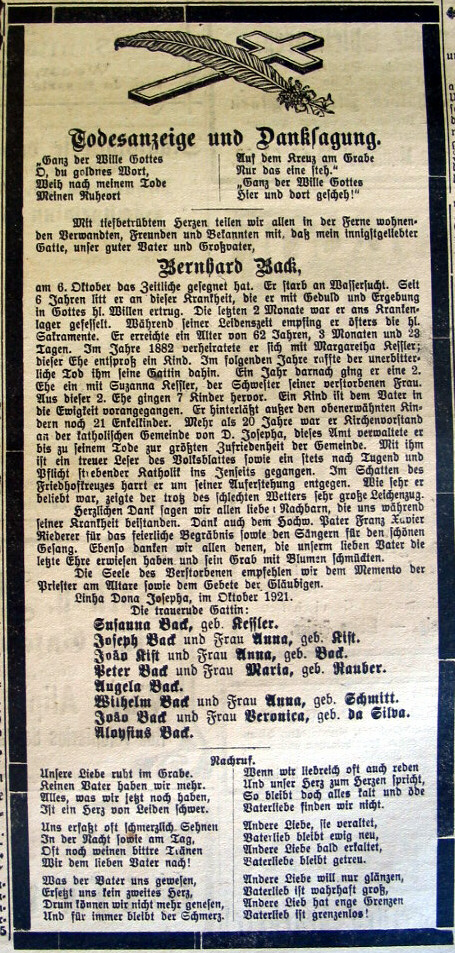 Todesanzeige und Danksagung.
„Ganz der Wille Gottes
O, du goldnes Wort,
Weih nach meinem Tode
Meinen Ruheort
Auf dem Kreuz am Grabe
Nur das eine steh.“
„Ganz der Wille Gottes
Hier und dort gescheh!“
Mit tiefbetrübtem Herzen teilen wir allen in der Ferne wohnen-
den Verwandten, Freunden und Bekannten mit, daß mein innigstgeliebter
Gatte, unser guter Vater und Großvater,
Bernhard Back,
am 6. Oktober das Zeitliche gesegnet hat. Er starb an Wassersucht. Seit
6 Jahren litt er an dieser Krankheit, die er mit Geduld und Ergebung
in Gottes hl. Willen ertrug. Die letzten 2 Monate war er ans Kranken-
lager gefesselt. Während seiner Leidenszeit empfing er öfters die hl.
Sakramente. Er erreichte ein Alter von 62 Jahren, 3 Monaten und 23
Tagen. Im Jahre 1882 verheiratete er sich mit Margaretha Kessler;
dieser Ehe entsproß ein Kind. Im folgenden Jahre raffte der unerbitter-
liche Tod ihm seine Gattin dahin. Ein Jahr darnach ging er eine 2.
Ehe ein mit Suzanna Kessler, der Schwester seiner verstorbenen Frau.
Aus dieser 2. Ehe gingen 7 Kinder hervor. Ein Kind ist dem Vater in
die Ewigkeit vorangegangen. Er hinterläßt außer den obenerwähnten Kin-
dern noch 21 Enkelkinder. Mehr als 20 Jahre war er Kirchenvorstand
an der katholischen Gemeinde von D. Josepha, dieses Amt verwaltete er
bis zu seinem Tode zur größten Zufriedenheit der Gemeinde. Mit ihm
ist ein treuer Leser des Volksblattes sowie ein stets nach Tugend und
Pflicht strebender Katholik ins Jenseits gegangen. Im Schatten des
Friedhofkreuzes harrt er um seiner Auferstehung entgegen. Wie sehr er
beliebt war, zeigte der trotz des schlechten Wetters sehr große Leichenzug.
Herzlichen Dank sagen wir allen liebe Nachbarn, die uns während
seiner Krankheit beistanden. Dank auch dem Hochw. Pater Franz Xavier
Riederer für das feierliche Begräbnis sowie den Sängern für den schönen
Gesang. Ebenso danken wir allen denen, die unserm lieben Vater die
letzte Ehre erwiesen haben und sein Grab mit Blumen schmückten.
Die Seele des Verstorbenen empfehlen wir dem Memento der
Priester am Altare sowie dem Gebete der Gläubigen.
Linha Dona Josepha, im Oktober 1921.
Die trauerude Gattin:
Susanna Back, geb. Kessler.
Joseph Back und Frau Anna, geb. Kist.
João Kist und Frau Anna, geb. Back.
Peter Back und Frau Maria, geb. Rauber.
Angela Back.
Wilhelm Back und Frau Anna, geb. Schmitt.
João Back und Frau Veronica, geb. da Silva.
Aloysius Back.
Nachruf.
Unsere Liebe ruht im Grabe.
Keinen Vater haben wir mehr.
Alles, was wir jetzt noch haben,
Ist ein Herz von Leiden schwer.
Uns erfaßt oft schmerzlich Sehnen
In der Nacht sowie am Tag,
Oft noch weinen bittre Tränen
Wir dem lieben Vater nach!
Was der Vater uns gewesen,
Ersetzt uns kein zweites Herz,
Drum können wir nicht mehr genesen,
Und für immer bleibt der Schmerz.
Wenn wir liebreich oft auch reden
Und unser Herz zum Herzen spricht,
So bleibt doch alles kalt und öde
Vaterliebe finden wir nicht.
Andere Liebe, sie veraltet,
Vaterlieb bleibt ewig neu,
Andere Liebe bald erkaltet,
Vaterliebe bleibt getreu.
Andere Liebe will nur glänzen,
Vaterlieb ist wahrhaft groß,
Andere Lieb hat enge Grenzen
Vaterlieb ist grenzenlos!